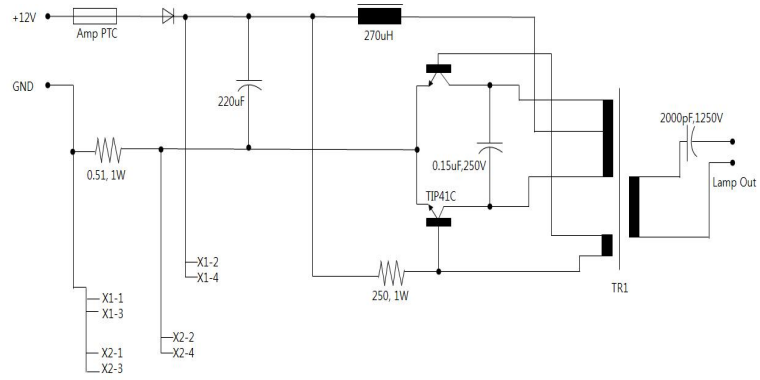 +12V
Amp PTC
270uH
GND
220uF
2000pF,1250V
0.15uF,250V
0.51, 1W
Lamp Out
TIP41C
X1-2
X1-4
250, 1W
TR1
X1-1
X1-3
X2-2
X2-4
X2-1
X2-3